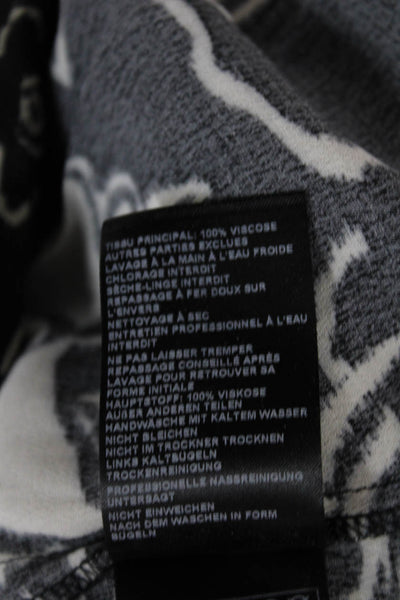 TISSU PRINCIPAL: 100% VISCOSE
AUTRES PARTIES EXCLUES
LAVAGE À LA MAIN À L'EAU FROIDE
CHLORAGE INTERDIT
SÈCHE-LINGE INTERDIT
REPASSAGE À FER DOUX SUR
L'ENVERS
NETTOYAGE À SEC
ENTRETIEN PROFESSIONNEL À L'EAU
INTERDIT
NE PAS LAISSER TREMPER
REPASSAGE CONSEILLÉ APRÈS
LAVAGE POUR RETROUVER SA
FORME INITIALE
HAUPTSTOFF: 100% VISKOSE
AUßER ANDEREN TEILEN
HANDWÄSCHE MIT KALTEM WASSER
NICHT BLEICHEN
NICHT IM TROCKNER TROCKNEN
LINKS KALTBÜGELN
TROCKENREINIGUNG
PROFESSIONELLE NASSREINIGUNG
UNTERSAGT
NICHT EINWEICHEN
NACH DEM WASCHEN IN FORM
BÜGELN